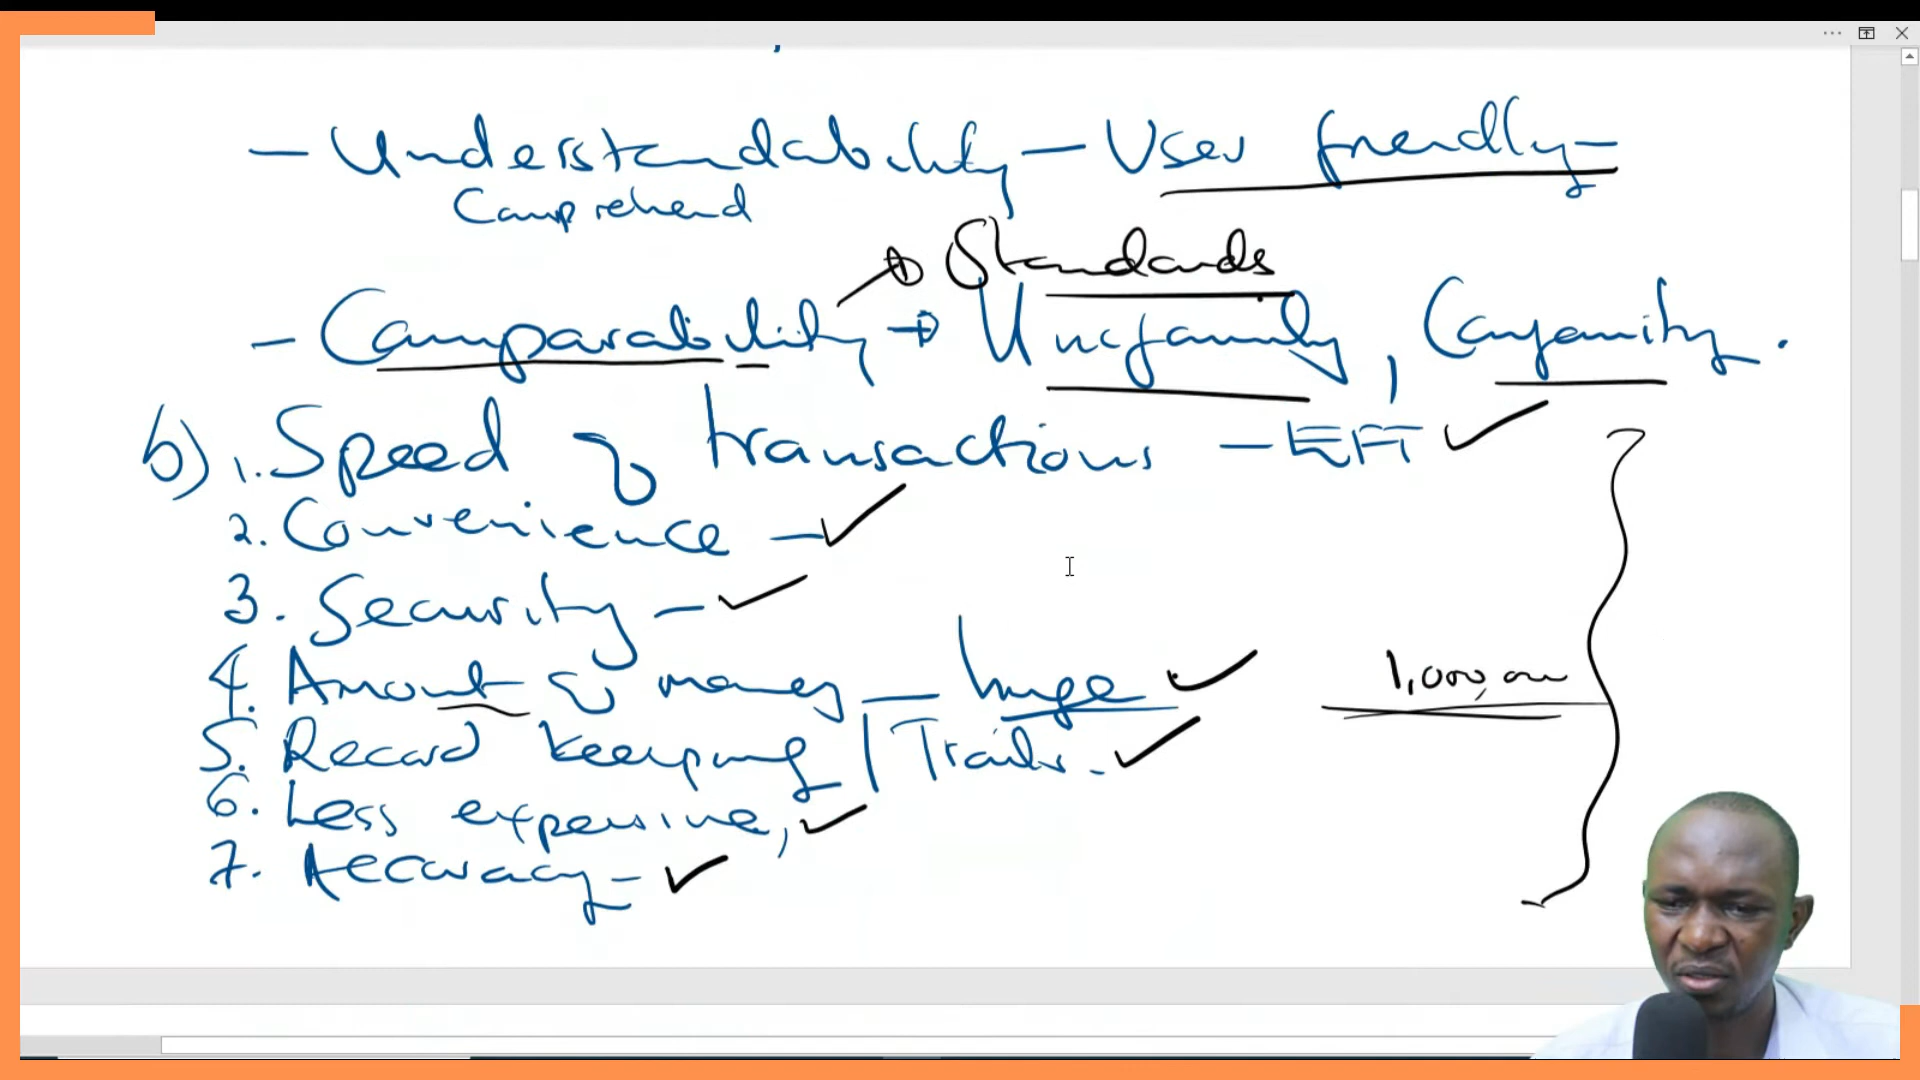 - Understandability - User friendly -
Comprehend
→ Standards
- Comparability → Uniformity, Conformity.
b) 1. Speed of transactions - EFT ✓
2. Convenience - ✓
3. Security - ✓
4. Amount of money - huge ✓
1,000,000
5. Record keeping | Trails. ✓
6. Less expensive, ✓
7. Accuracy - ✓